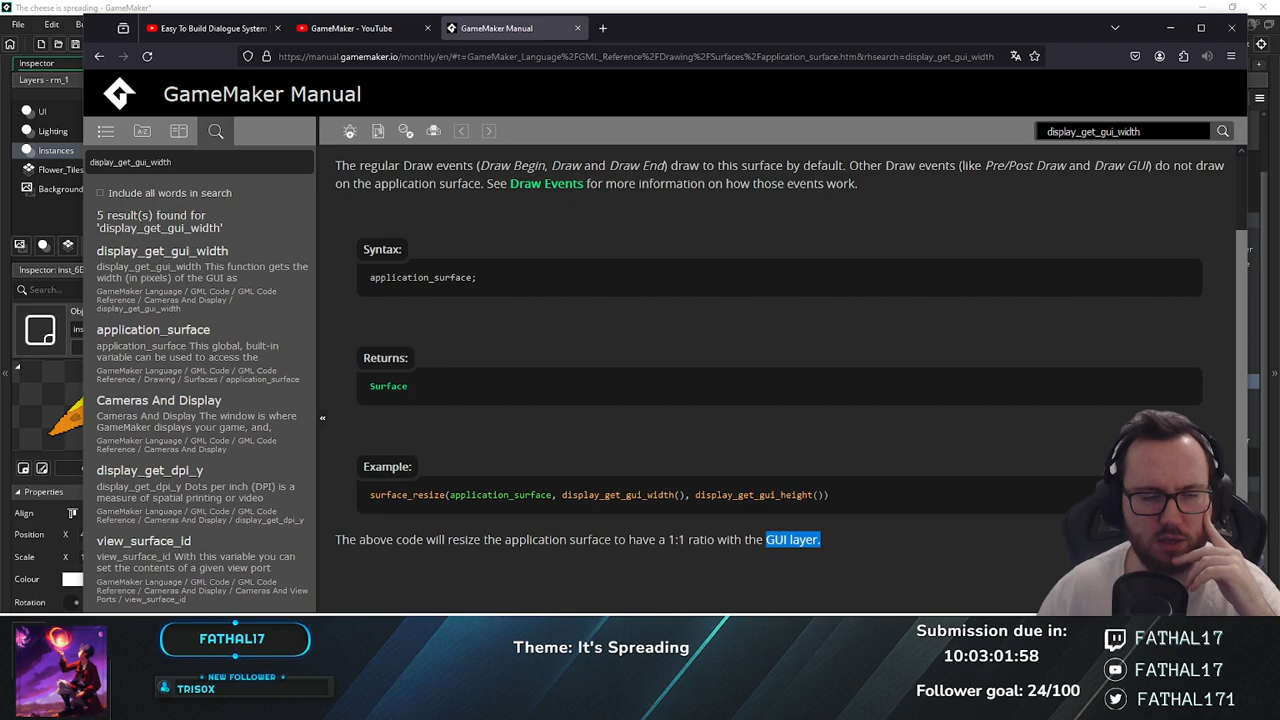 The cheese is spreading - GameMaker*
File
Edit
Easy To Build Dialogue System
GameMaker - YouTube
GameMaker Manual
https://manual.gamemaker.io/monthly/en/#t=GameMaker_Language%2FGML_Reference%2FDrawing%2FSurfaces%2Fapplication_surface.htm&rhsearch=display_get_gui_width
Inspector
Layers - rm_1
UI
Lighting
Instances
Flower_Tiles
Background
GameMaker Manual
display_get_gui_width
display_get_gui_width
Include all words in search
5 result(s) found for
'display_get_gui_width'
display_get_gui_width
display_get_gui_width This function gets the
width (in pixels) of the GUI as
GameMaker Language / GML Code / GML Code
Reference / Cameras And Display /
display_get_gui_width
application_surface
application_surface This global, built-in
variable can be used to access the
GameMaker Language / GML Code / GML Code
Reference / Drawing / Surfaces / application_surface
Cameras And Display
Cameras And Display The window is where
GameMaker displays your game, and,
GameMaker Language / GML Code / GML Code
Reference / Cameras And Display
display_get_dpi_y
display_get_dpi_y Dots per inch (DPI) is a
measure of spatial printing or video
GameMaker Language / GML Code / GML Code
Reference / Cameras And Display / display_get_dpi_y
view_surface_id
view_surface_id With this variable you can
set the contents of a given view port
GameMaker Language / GML Code / GML Code
Reference / Cameras And Display / Cameras And View
Ports / view_surface_id
The regular Draw events (Draw Begin, Draw and Draw End) draw to this surface by default. Other Draw events (like Pre/Post Draw and Draw GUI) do not draw
on the application surface. See Draw Events for more information on how those events work.
Syntax:
application_surface;
Returns:
Surface
Example:
surface_resize(application_surface, display_get_gui_width(), display_get_gui_height())
The above code will resize the application surface to have a 1:1 ratio with the GUI layer.
Search...
Properties
Align
Position
Scale
Colour
Rotation
FATHAL17
NEW FOLLOWER
TRISOX
Theme: It's Spreading
Submission due in:
10:03:01:58
Follower goal: 24/100
FATHAL17
FATHAL17
FATHAL171